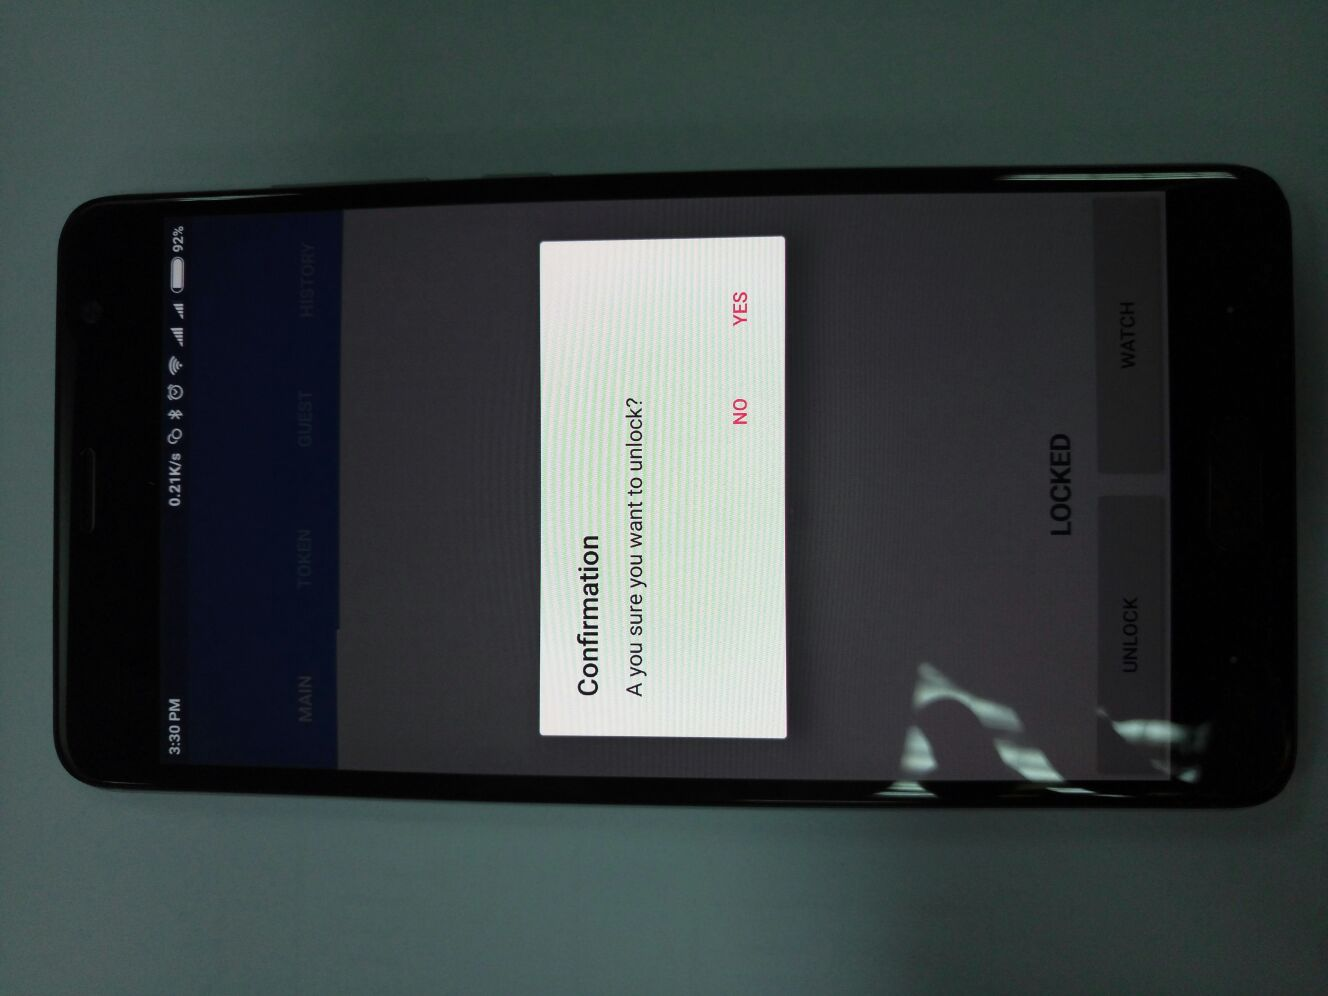 3:30 PM 0.21K/s 92%
MAIN TOKEN GUEST HISTORY
Confirmation
A you sure you want to unlock?
NO YES
LOCKED
UNLOCK WATCH